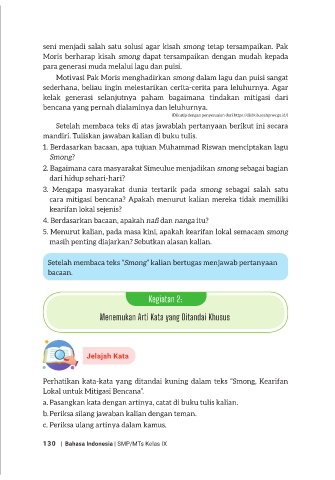 seni menjadi salah satu solusi agar kisah smong tetap tersampaikan. Pak
Moris berharap kisah smong dapat tersampaikan dengan mudah kepada
para generasi muda melalui lagu dan puisi.
Motivasi Pak Moris menghadirkan smong dalam lagu dan puisi sangat
sederhana, beliau ingin melestarikan cerita-cerita para leluhurnya. Agar
kelak generasi selanjutnya paham bagaimana tindakan mitigasi dari
bencana yang pernah dialaminya dan leluhurnya.
Setelah membaca teks di atas jawablah pertanyaan berikut ini secara
mandiri. Tuliskan jawaban kalian di buku tulis.
1. Berdasarkan bacaan, apa tujuan Muhammad Riswan menciptakan lagu
Smong?
2. Bagaimana cara masyarakat Simeulue menjadikan smong sebagai bagian
dari hidup sehari-hari?
3. Mengapa masyarakat dunia tertarik pada smong sebagai salah satu
cara mitigasi bencana? Apakah menurut kalian mereka tidak memiliki
kearifan lokal sejenis?
4. Berdasarkan bacaan, apakah nafi dan nanga itu?
5. Menurut kalian, pada masa kini, apakah kearifan lokal semacam smong
masih penting diajarkan? Sebutkan alasan kalian.
Setelah membaca teks "Smong" kalian bertugas menjawab pertanyaan
bacaan.
Kegiatan 2:
Menemukan Arti Kata yang Ditandai Khusus
Jelajah Kata
Perhatikan kata-kata yang ditandai kuning dalam teks "Smong, Kearifan
Lokal untuk Mitigasi Bencana".
a. Pasangkan kata dengan artinya, catat di buku tulis kalian.
b. Periksa silang jawaban kalian dengan teman.
c. Periksa ulang artinya dalam kamus.
130 | Bahasa Indonesia | SMP/MTs Kelas IX